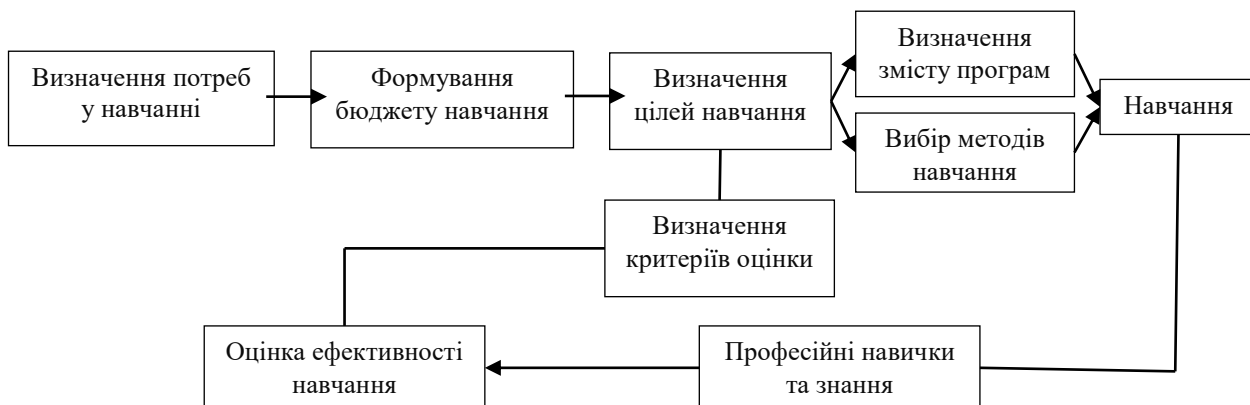 Визначення потреб
у навчанні
Формування
бюджету навчання
Визначення
цілей навчання
Визначення
змісту програм
Вибір методів
навчання
Навчання
Визначення
критеріїв оцінки
Оцінка ефективності
навчання
Професійні навички
та знання